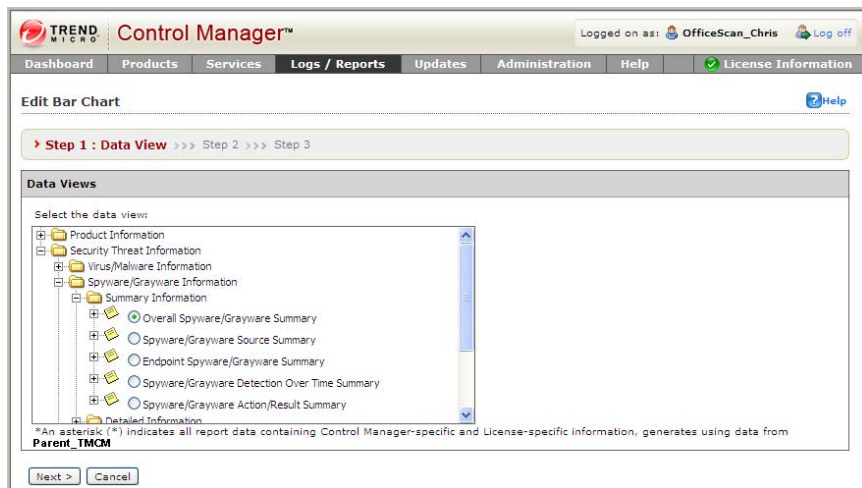 TREND MICRO Control Manager™ Logged on as: OfficeScan_Chris Log off
Dashboard Products Services Logs / Reports Updates Administration Help License Information
Edit Bar Chart Help
Step 1 : Data View >>> Step 2 >>> Step 3
Data Views
Select the data view:
Product Information
Security Threat Information
Virus/Malware Information
Spyware/Grayware Information
Summary Information
Overall Spyware/Grayware Summary
Spyware/Grayware Source Summary
Endpoint Spyware/Grayware Summary
Spyware/Grayware Detection Over Time Summary
Spyware/Grayware Action/Result Summary
Detailed Information
*An asterisk (*) indicates all report data containing Control Manager-specific and License-specific information, generates using data from
Parent_TMCM
Next > Cancel